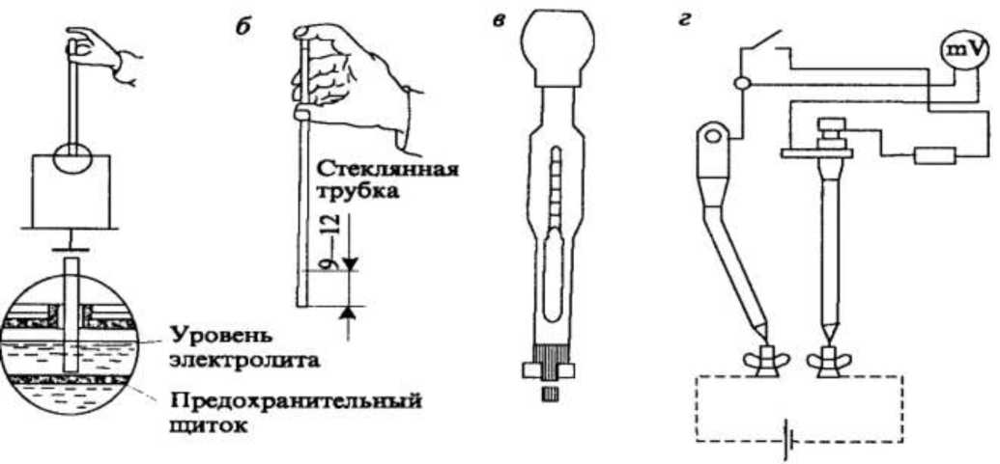 б
в
г
mV
Стеклянная
трубка
9—12
Уровень
электролита
Предохранительный
щиток